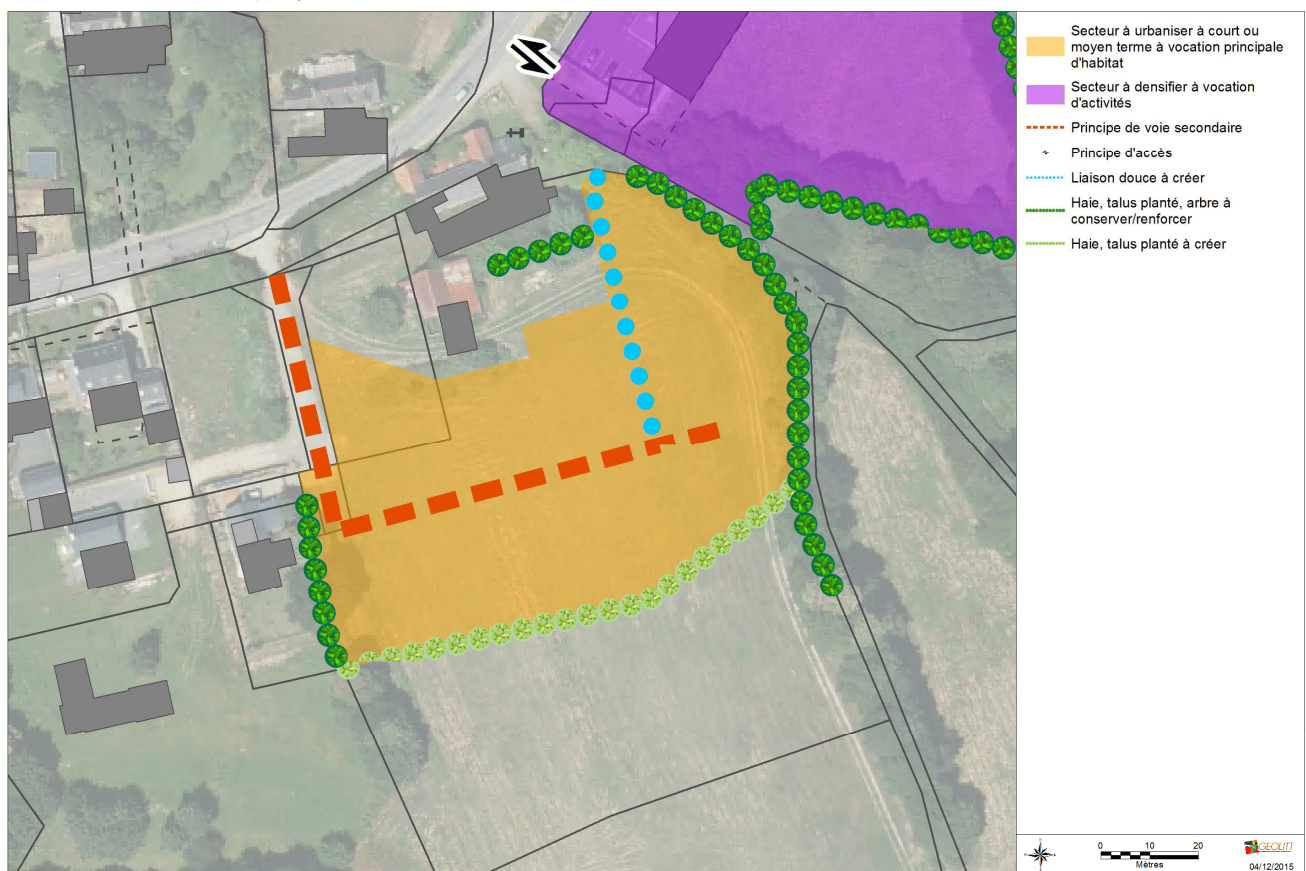 Secteur à urbaniser à court ou
moyen terme à vocation principale
d'habitat
Secteur à densifier à vocation
d'activités
Principe de voie secondaire
Principe d'accès
Liaison douce à créer
Haie, talus planté, arbre à
conserver/renforcer
Haie, talus planté à créer
0 10 20
Mètres
GEOLITT
04/12/2015